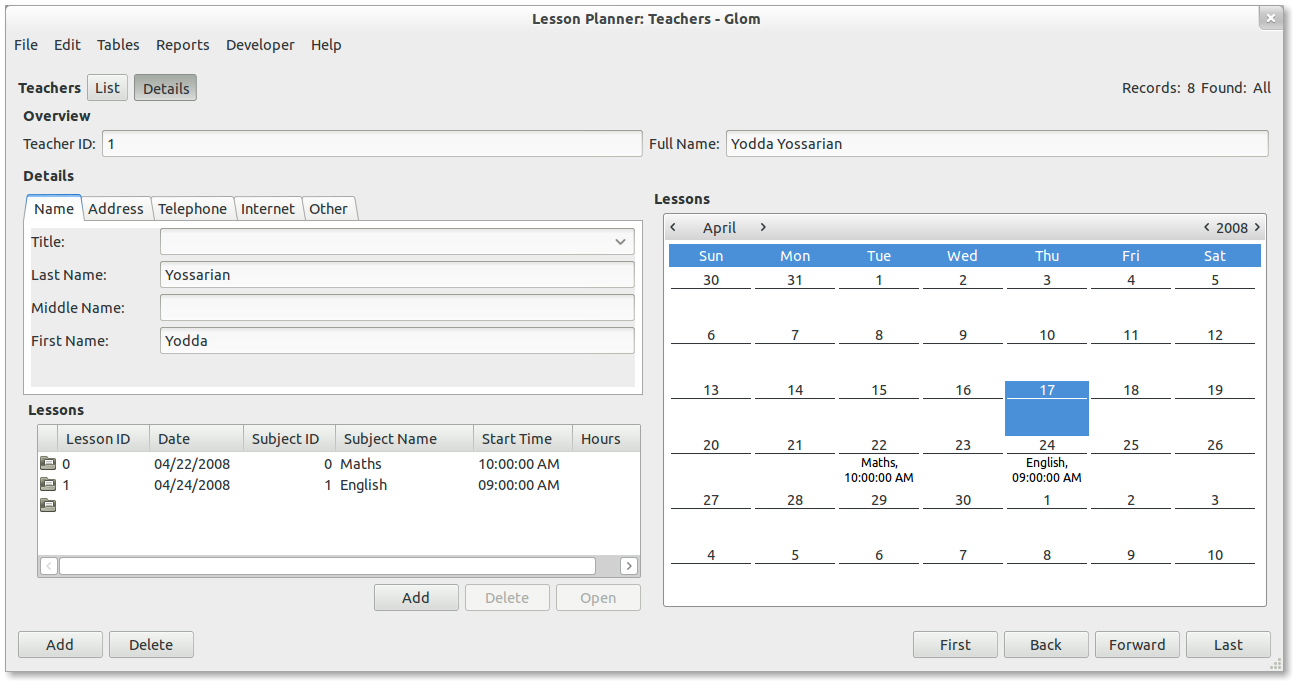 Lesson Planner: Teachers - Glom
File Edit Tables Reports Developer Help
Teachers List Details Records: 8 Found: All
Overview
Teacher ID: 1 Full Name: Yodda Yossarian
Details
Name Address Telephone Internet Other
Title:
Last Name: Yossarian
Middle Name:
First Name: Yodda
Lessons
Lesson ID Date Subject ID Subject Name Start Time Hours
0 04/22/2008 0 Maths 10:00:00 AM
1 04/24/2008 1 English 09:00:00 AM
Add Delete Open
Lessons
< April > < 2008 >
Sun Mon Tue Wed Thu Fri Sat
30 31 1 2 3 4 5
6 7 8 9 10 11 12
13 14 15 16 17 18 19
20 21 22 23 24 25 26
Maths, English,
10:00:00 AM 09:00:00 AM
27 28 29 30 1 2 3
4 5 6 7 8 9 10
Add Delete First Back Forward Last